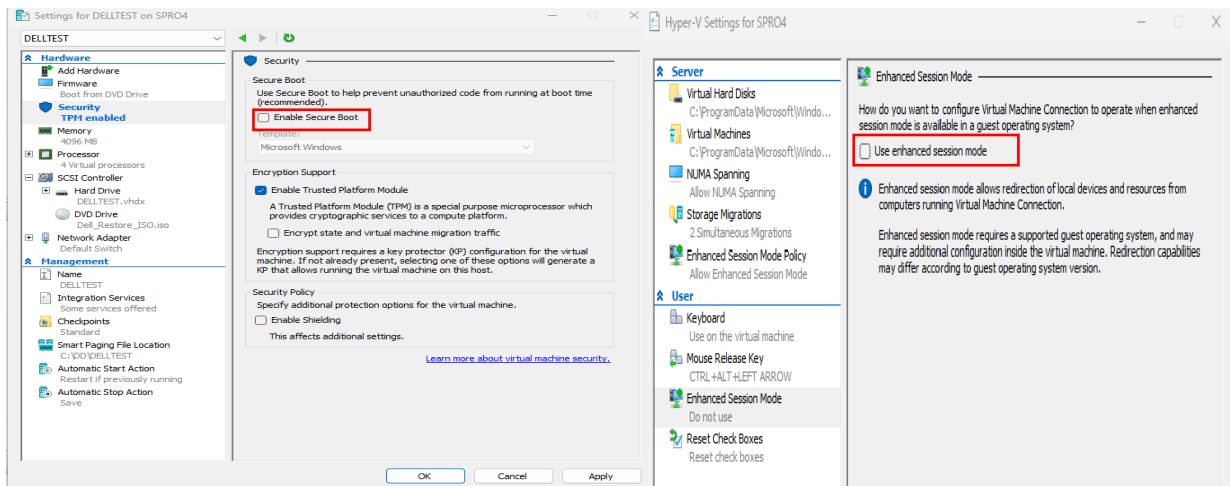 Settings for DELLTEST on SPRO4
DELLTEST
Hardware
Add Hardware
Firmware
Boot from DVD Drive
Security
TPM enabled
Memory
4096 MB
Processor
4 Virtual processors
SCSI Controller
Hard Drive
DELLTEST.vhdx
DVD Drive
Dell_Restore_ISO.iso
Network Adapter
Default Switch
Management
Name
DELLTEST
Integration Services
Some services offered
Checkpoints
Standard
Smart Paging File Location
C:\DD\DELLTEST
Automatic Start Action
Restart if previously running
Automatic Stop Action
Save
Security
Secure Boot
Use Secure Boot to help prevent unauthorized code from running at boot time
(recommended).
Enable Secure Boot
Template:
Microsoft Windows
Encryption Support
Enable Trusted Platform Module
A Trusted Platform Module (TPM) is a special purpose microprocessor which
provides cryptographic services to a compute platform.
Encrypt state and virtual machine migration traffic
Encryption support requires a key protector (KP) configuration for the virtual
machine. If not already present, selecting one of these options will generate a
KP that allows running the virtual machine on this host.
Security Policy
Specify additional protection options for the virtual machine.
Enable Shielding
This affects additional settings.
Learn more about virtual machine security.
OK Cancel Apply
Hyper-V Settings for SPRO4
Server
Virtual Hard Disks
C:\ProgramData\Microsoft\Windo...
Virtual Machines
C:\ProgramData\Microsoft\Windo...
NUMA Spanning
Allow NUMA Spanning
Storage Migrations
2 Simultaneous Migrations
Enhanced Session Mode Policy
Allow Enhanced Session Mode
User
Keyboard
Use on the virtual machine
Mouse Release Key
CTRL+ALT+LEFT ARROW
Enhanced Session Mode
Do not use
Reset Check Boxes
Reset check boxes
Enhanced Session Mode
How do you want to configure Virtual Machine Connection to operate when enhanced
session mode is available in a guest operating system?
Use enhanced session mode
Enhanced session mode allows redirection of local devices and resources from
computers running Virtual Machine Connection.
Enhanced session mode requires a supported guest operating system, and may
require additional configuration inside the virtual machine. Redirection capabilities
may differ according to guest operating system version.